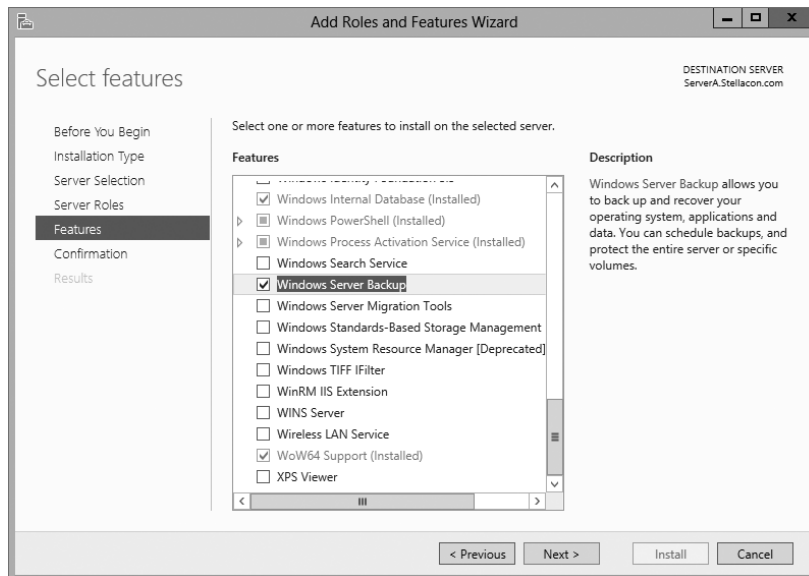 Add Roles and Features Wizard
Select features
DESTINATION SERVER
ServerA.Stellacon.com
Before You Begin
Installation Type
Server Selection
Server Roles
Features
Confirmation
Results
Select one or more features to install on the selected server.
Features
Windows Internal Database (Installed)
Windows PowerShell (Installed)
Windows Process Activation Service (Installed)
Windows Search Service
Windows Server Backup
Windows Server Migration Tools
Windows Standards-Based Storage Management
Windows System Resource Manager [Deprecated]
Windows TIFF IFilter
WinRM IIS Extension
WINS Server
Wireless LAN Service
WoW64 Support (Installed)
XPS Viewer
Description
Windows Server Backup allows you
to back up and recover your
operating system, applications and
data. You can schedule backups, and
protect the entire server or specific
volumes.
< Previous
Next >
Install
Cancel